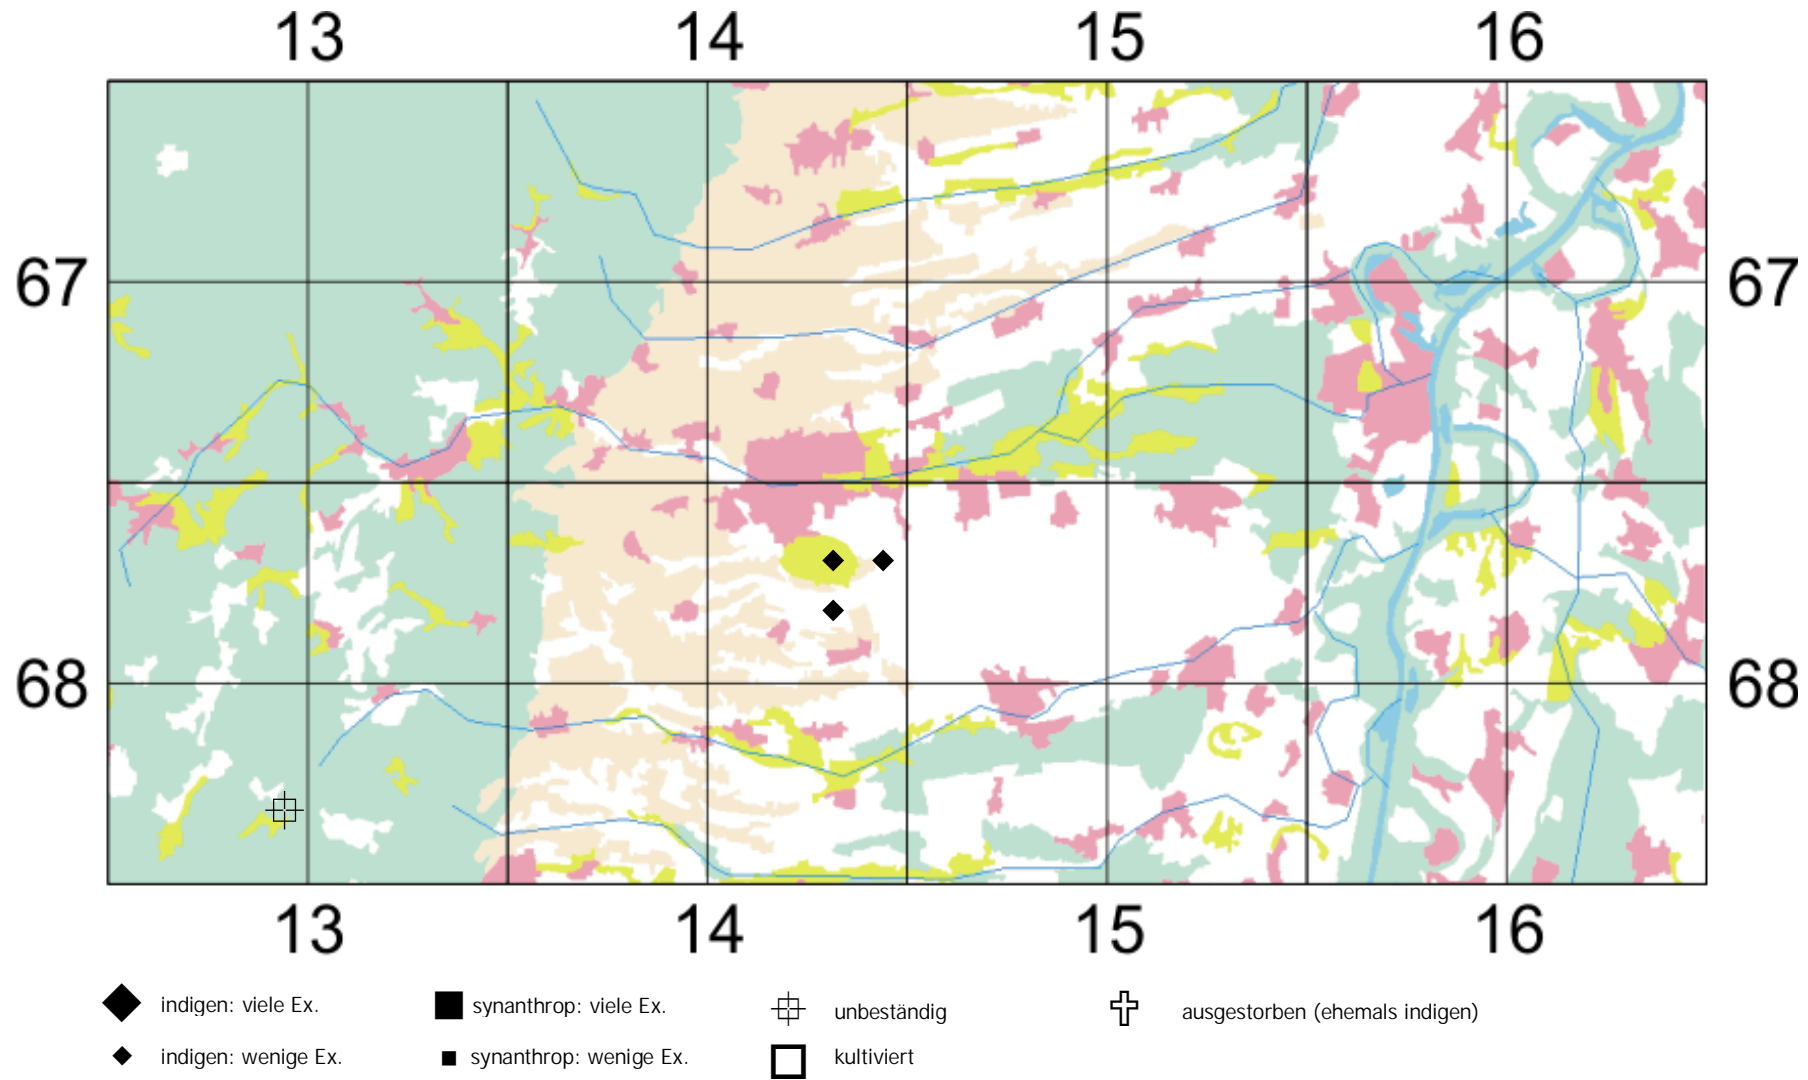 13 14 15 16
67 67
68 68
13 14 15 16
indigen: viele Ex. synanthrop: viele Ex. unbeständig ausgestorben (ehemals indigen)
indigen: wenige Ex. synanthrop: wenige Ex. kultiviert